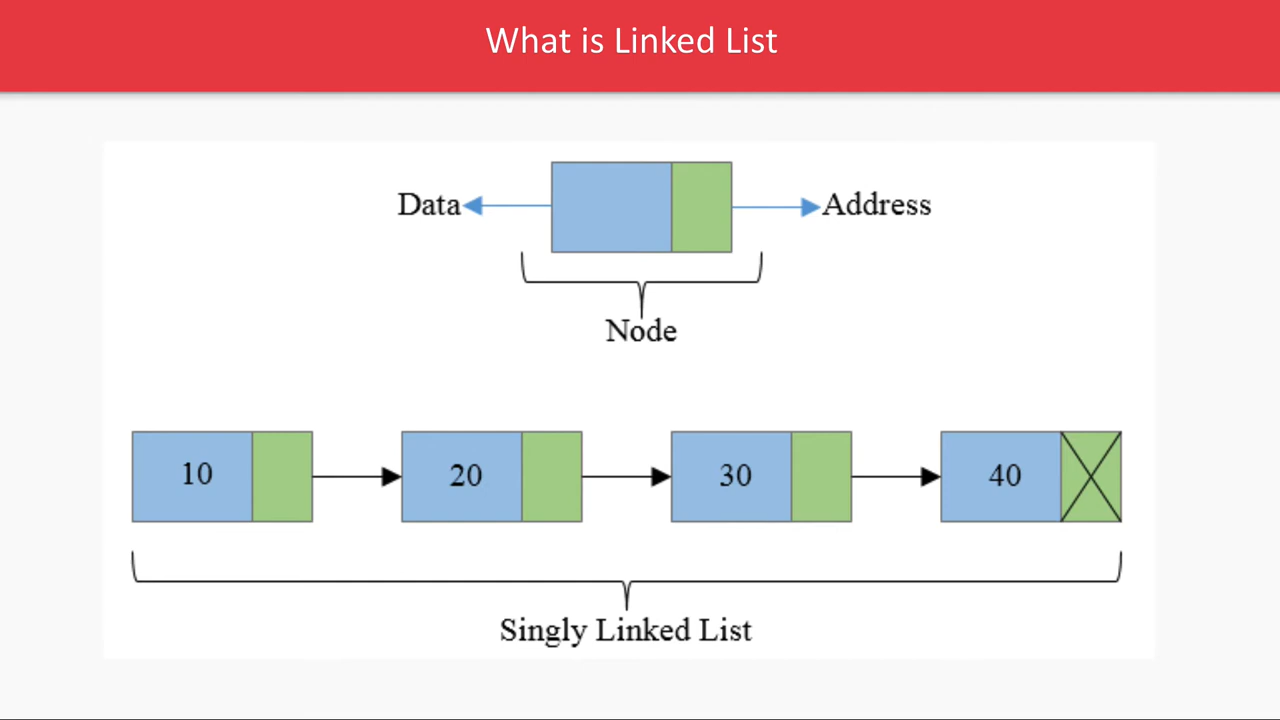 What is Linked List
Data
Address
Node
10
20
30
40
Singly Linked List